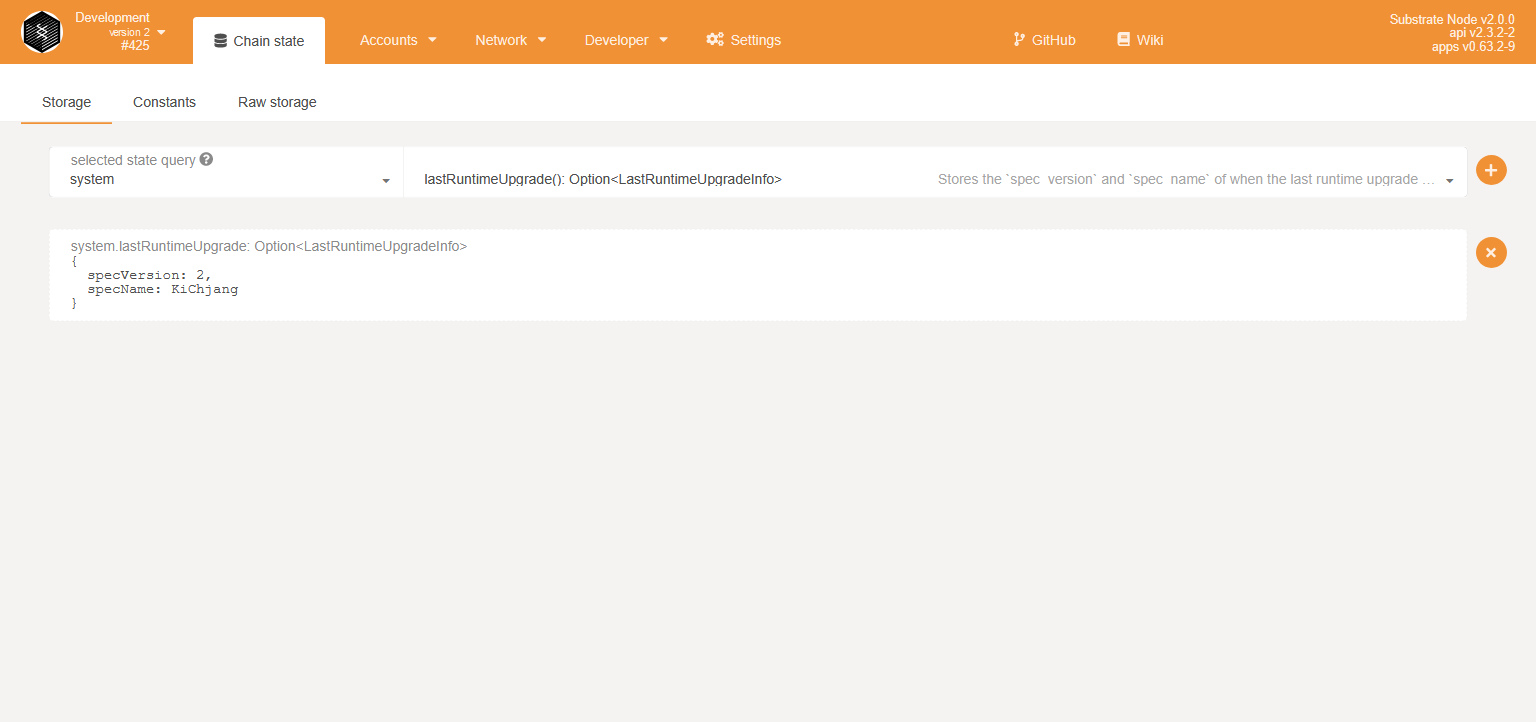 Development
version 2
#425
Chain state
Accounts
Network
Developer
Settings
GitHub
Wiki
Substrate Node v2.0.0
api v2.3.2-2
apps v0.63.2-9
Storage
Constants
Raw storage
selected state query
system
lastRuntimeUpgrade(): Option<LastRuntimeUpgradeInfo>
Stores the `spec_version` and `spec_name` of when the last runtime upgrade ...
system.lastRuntimeUpgrade: Option<LastRuntimeUpgradeInfo>
{
  specVersion: 2,
  specName: KiChjang
}